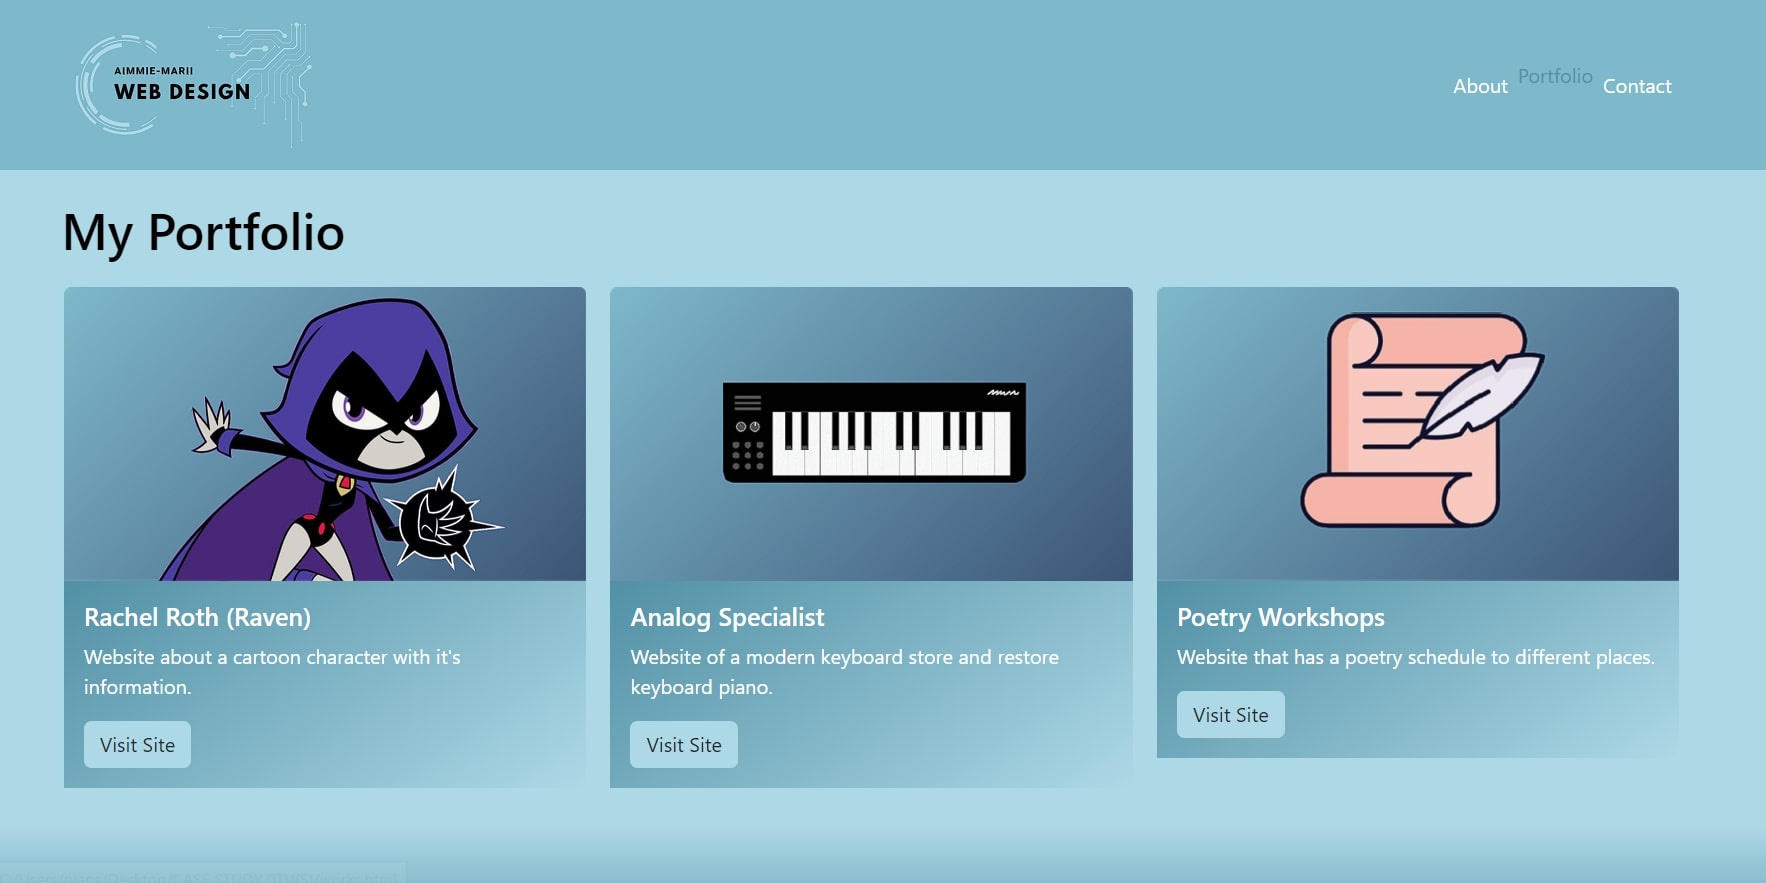 AIMMIE-MARII
WEB DESIGN
About Portfolio Contact
My Portfolio
Rachel Roth (Raven)
Website about a cartoon character with it's
information.
Visit Site
Analog Specialist
Website of a modern keyboard store and restore
keyboard piano.
Visit Site
Poetry Workshops
Website that has a poetry schedule to different places.
Visit Site